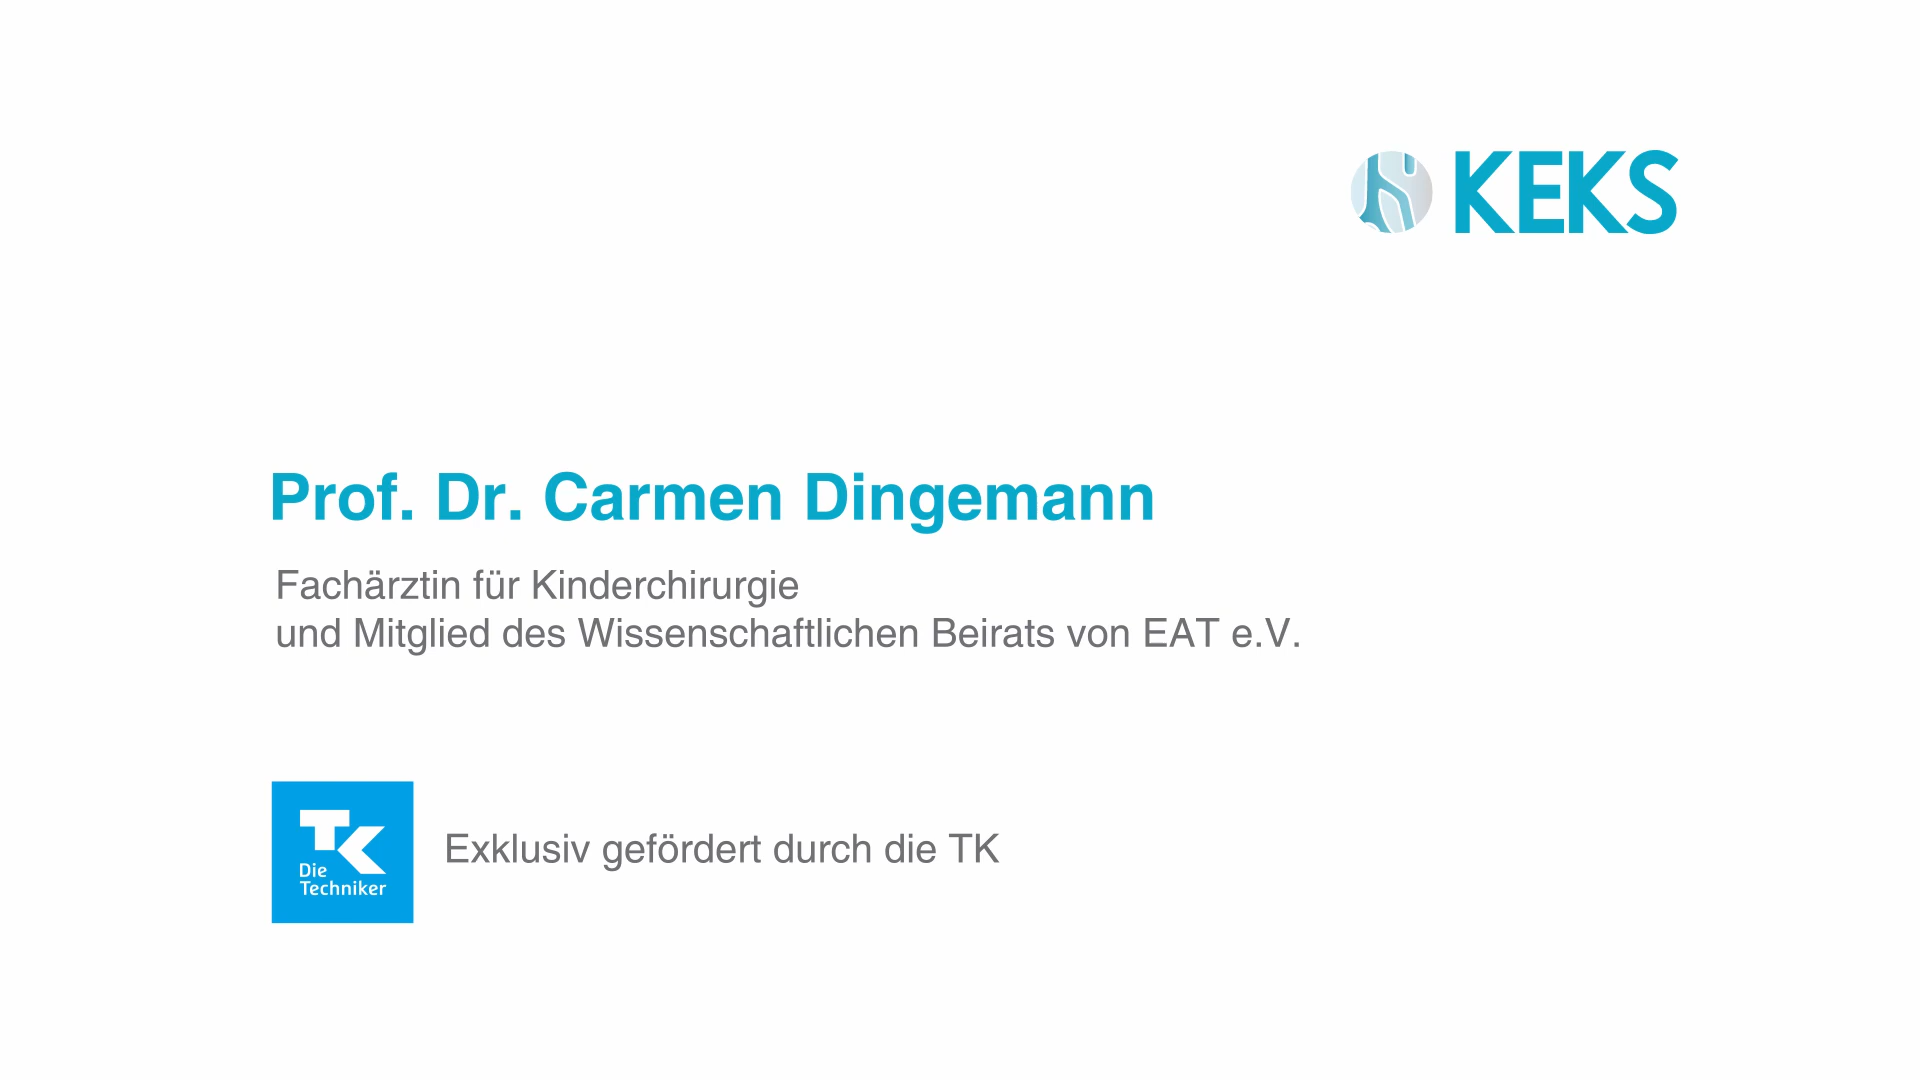 KEKS
Prof. Dr. Carmen Dingemann
Fachärztin für Kinderchirurgie
und Mitglied des Wissenschaftlichen Beirats von EAT e.V.
TK
Die
Techniker
Exklusiv gefördert durch die TK